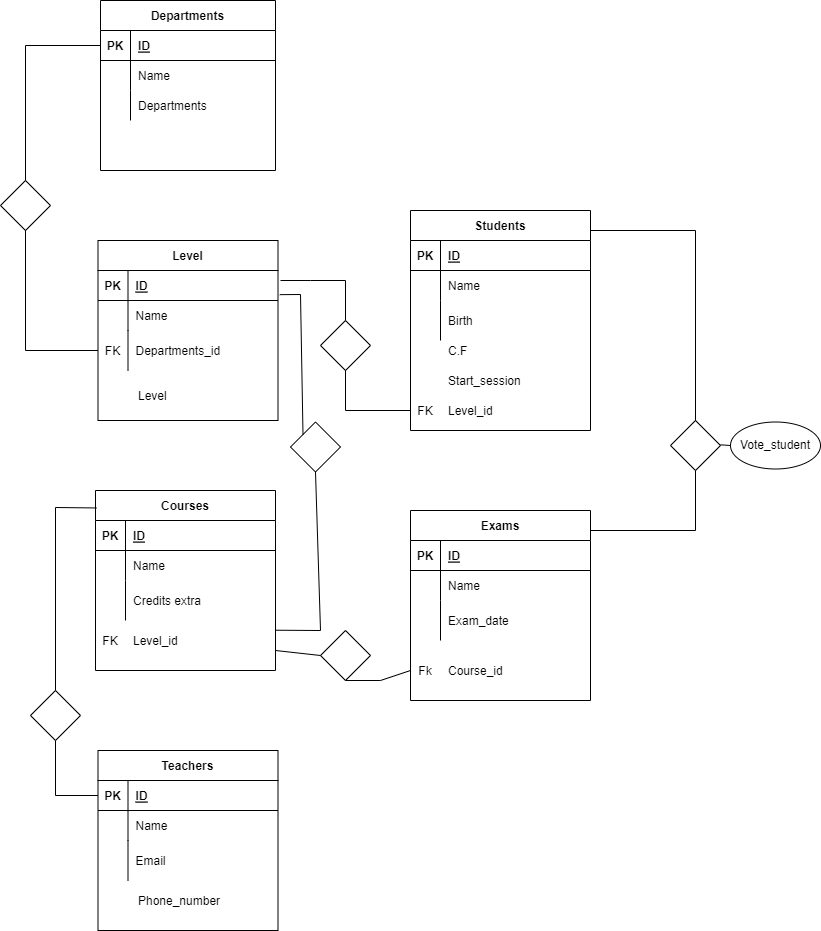 Departments
PK ID
Name
Departments
Level
PK ID
Name
FK Departments_id
Level
Students
PK ID
Name
Birth
C.F
Start_session
FK Level_id
Vote_student
Courses
PK ID
Name
Credits extra
FK Level_id
Exams
PK ID
Name
Exam_date
Fk Course_id
Teachers
PK ID
Name
Email
Phone_number